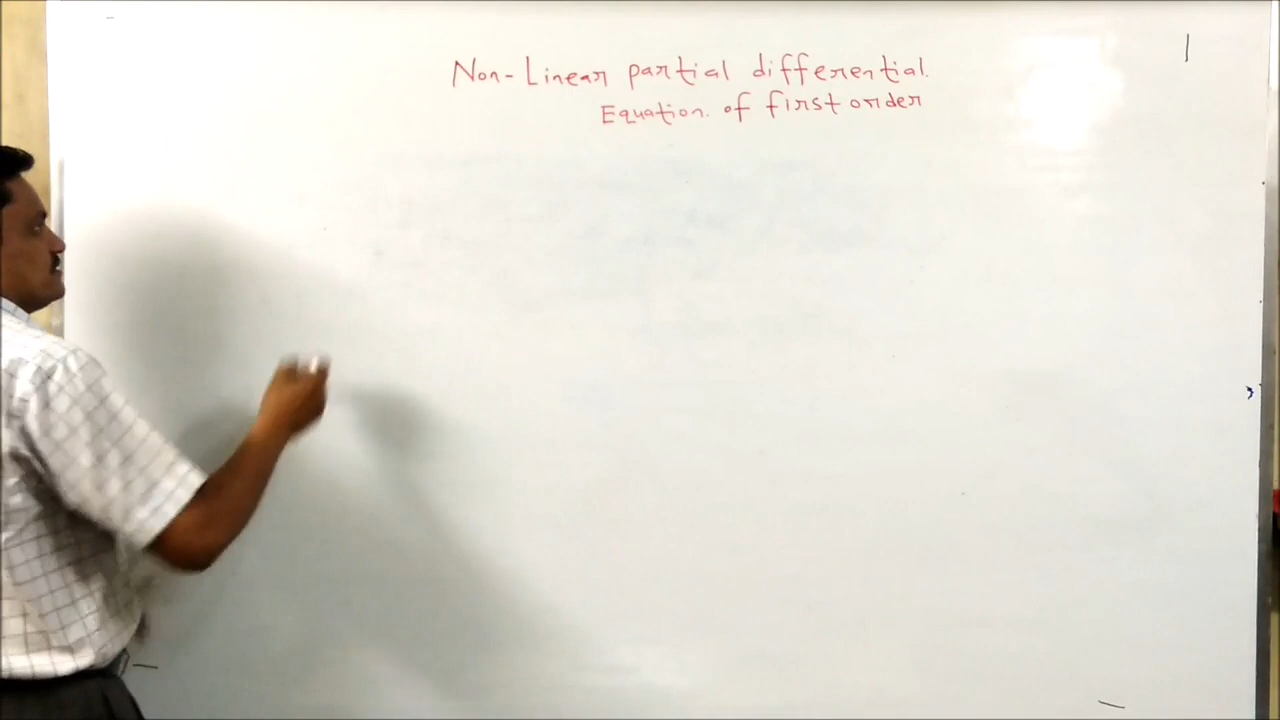 Non-Linear partial differential.
Equation. of first order